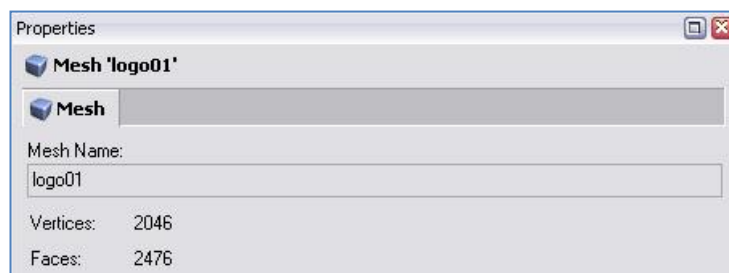 Properties
Mesh 'logo01'
Mesh
Mesh Name:
logo01
Vertices: 2046
Faces: 2476